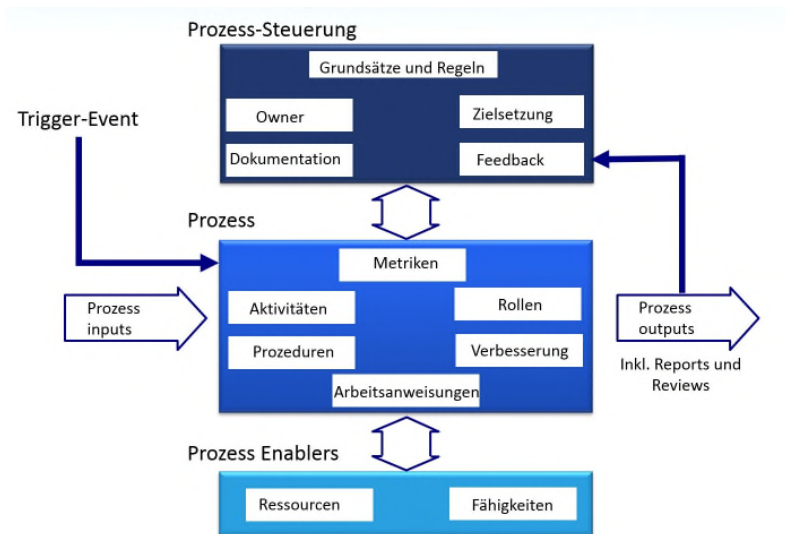 Prozess-Steuerung
Grundsätze und Regeln
Owner
Zielsetzung
Dokumentation
Feedback
Trigger-Event
Prozess
Metriken
Aktivitäten
Rollen
Prozeduren
Verbesserung
Arbeitsanweisungen
Prozess
inputs
Prozess
outputs
Inkl. Reports und
Reviews
Prozess Enablers
Ressourcen
Fähigkeiten